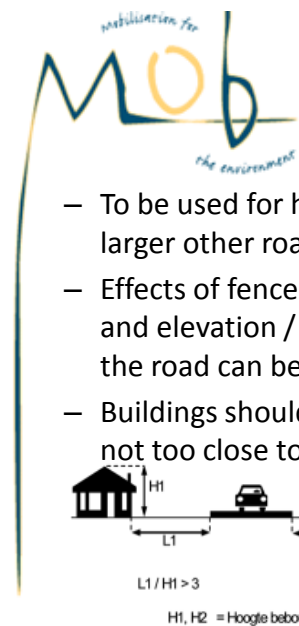 mobilisation for
Mob
the environment
– To be used for h
larger other roa
– Effects of fence
and elevation /
the road can be
– Buildings should
not too close to
H1
L1
L1 / H1 > 3
H1, H2 = Hoogte bebo